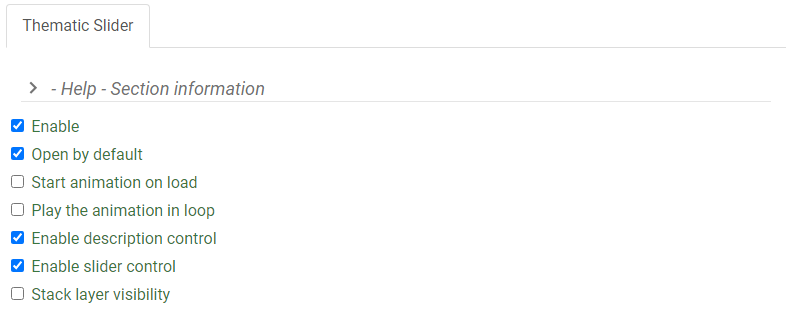 Thematic Slider
- Help - Section information
Enable
Open by default
Start animation on load
Play the animation in loop
Enable description control
Enable slider control
Stack layer visibility